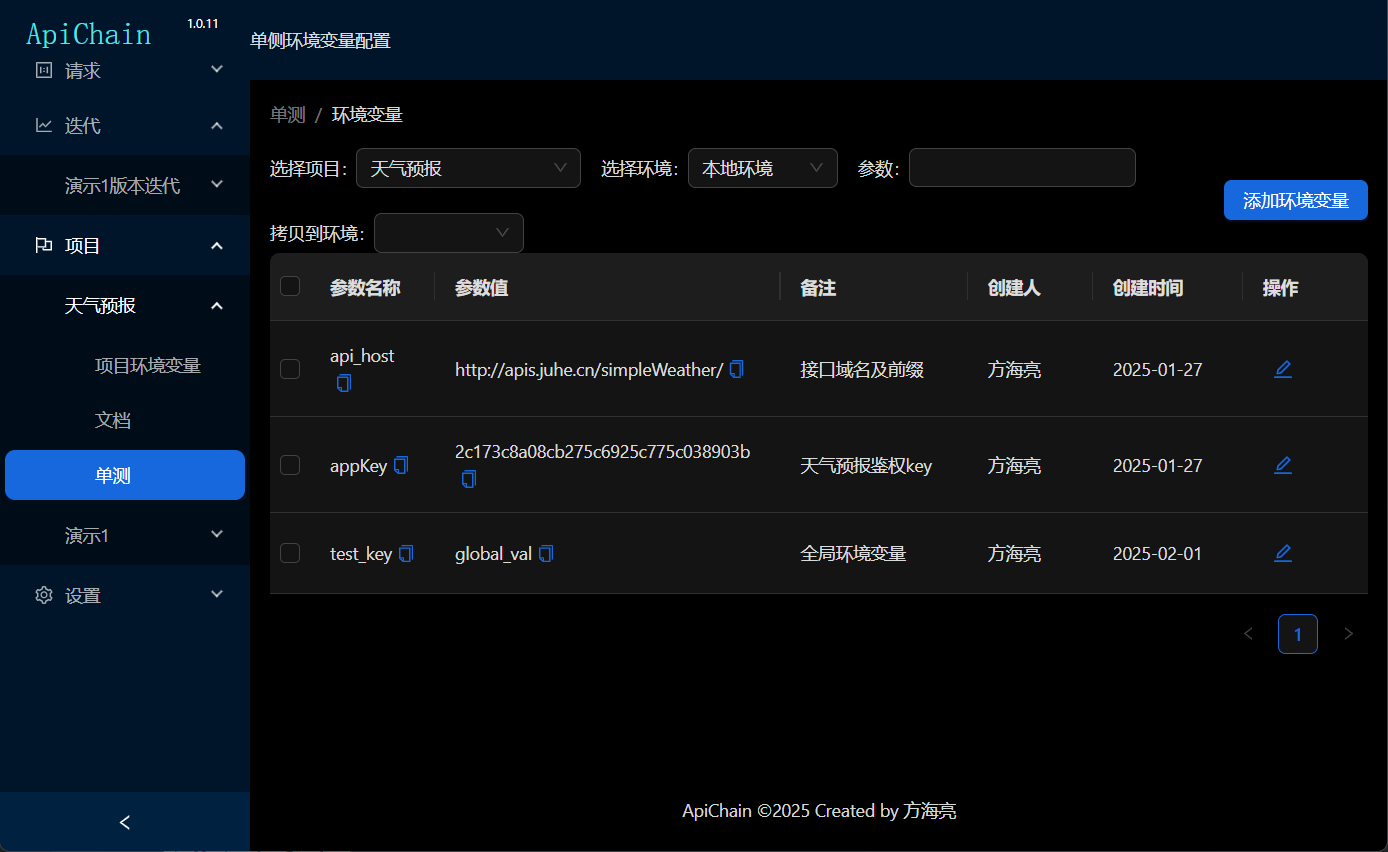 ApiChain 1.0.11
单侧环境变量配置
请求
迭代
演示1版本迭代
项目
天气预报
项目环境变量
文档
单测
演示1
设置
单测 / 环境变量
选择项目: 天气预报 选择环境: 本地环境 参数:
添加环境变量
拷贝到环境:
参数名称 参数值 备注 创建人 创建时间 操作
api_host http://apis.juhe.cn/simpleWeather/ 接口域名及前缀 方海亮 2025-01-27
appKey 2c173c8a08cb275c6925c775c038903b 天气预报鉴权key 方海亮 2025-01-27
test_key global_val 全局环境变量 方海亮 2025-02-01
< 1 >
<
ApiChain ©2025 Created by 方海亮